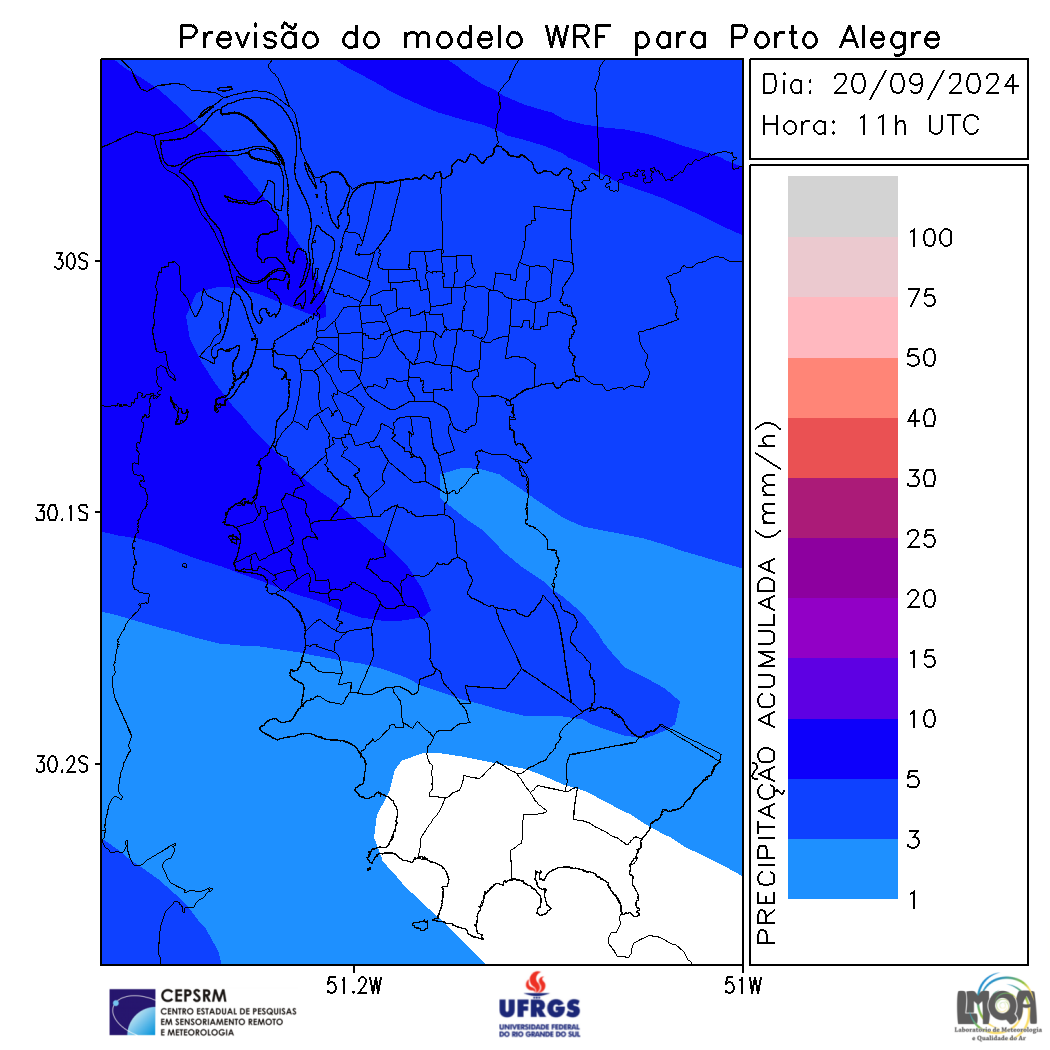 Previsão do modelo WRF para Porto Alegre
Dia: 20/09/2024
Hora: 11h UTC
30S
30.1S
30.2S
51.2W
51W
PRECIPITAÇÃO ACUMULADA (mm/h)
100
75
50
40
30
25
20
15
10
5
3
1
CEPSRM
CENTRO ESTADUAL DE PESQUISAS
EM SENSORIAMENTO REMOTO
E METEOROLOGIA
UFRGS
UNIVERSIDADE FEDERAL
DO RIO GRANDE DO SUL
LMQA
Laboratório de Meteorologia
e Qualidade do Ar